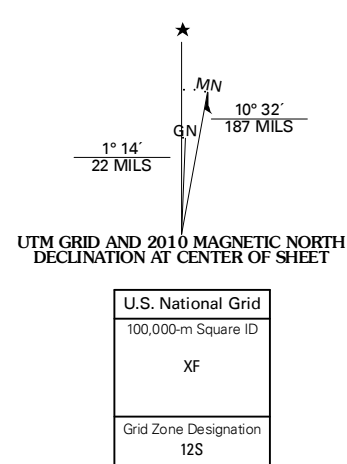 ★
MN
GN
10° 32´
187 MILS
1° 14´
22 MILS
UTM GRID AND 2010 MAGNETIC NORTH
DECLINATION AT CENTER OF SHEET
U.S. National Grid
100,000-m Square ID
XF
Grid Zone Designation
12S